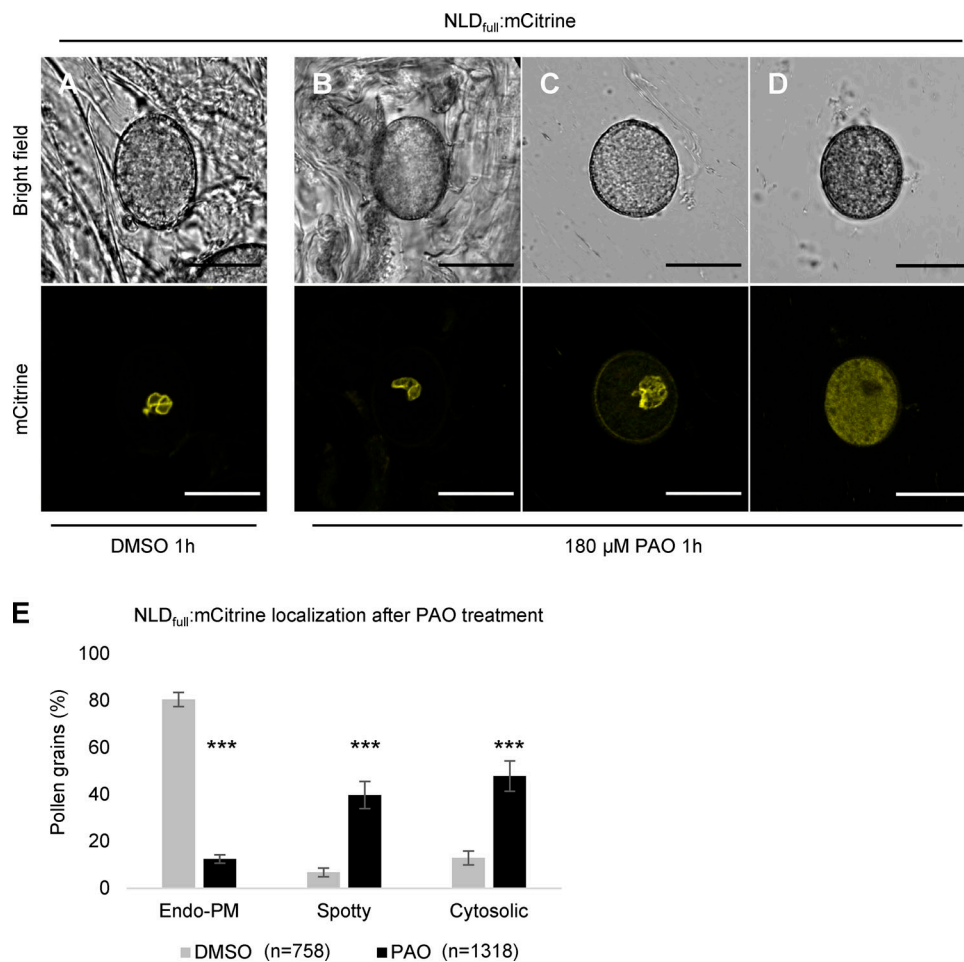 NLDfull:mCitrine
A
B
C
D
Bright field
mCitrine
DMSO 1h
180 µM PAO 1h
E
NLDfull:mCitrine localization after PAO treatment
100
80
60
40
20
0
Pollen grains (%)
***
***
***
Endo-PM
Spotty
Cytosolic
DMSO (n=758)
PAO (n=1318)